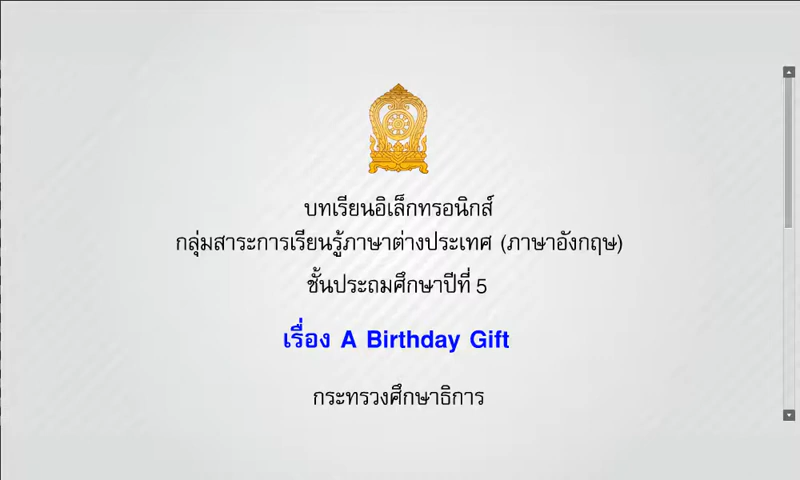 บทเรียนอิเล็กทรอนิกส์
กลุ่มสาระการเรียนรู้ภาษาต่างประเทศ (ภาษาอังกฤษ)
ชั้นประถมศึกษาปีที่ 5
เรื่อง A Birthday Gift
กระทรวงศึกษาธิการ